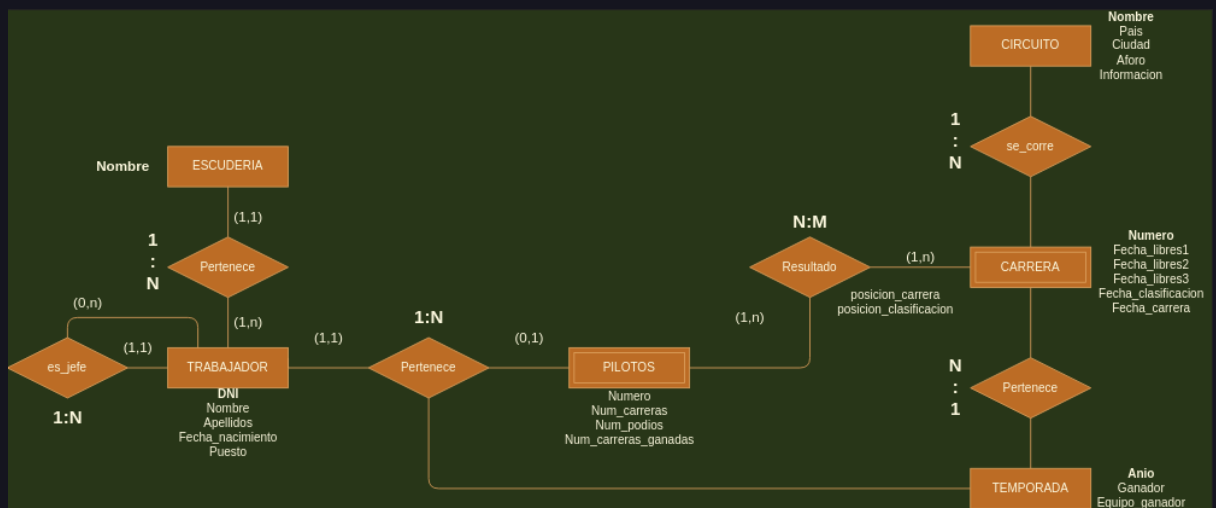 Nombre
Pais
Ciudad
Aforo
Informacion
CIRCUITO
1
:
N
se_corre
Nombre
ESCUDERIA
(1,1)
1
:
N
Pertenece
(1,n)
(0,n)
es_jefe
(1,1)
1:N
TRABAJADOR
DNI
Nombre
Apellidos
Fecha_nacimiento
Puesto
(1,1)
1:N
Pertenece
(0,1)
PILOTOS
Numero
Num_carreras
Num_podios
Num_carreras_ganadas
N:M
Resultado
(1,n)
posicion_carrera
posicion_clasificacion
(1,n)
CARRERA
Numero
Fecha_libres1
Fecha_libres2
Fecha_libres3
Fecha_clasificacion
Fecha_carrera
N
:
1
Pertenece
TEMPORADA
Anio
Ganador
Equipo_ganador